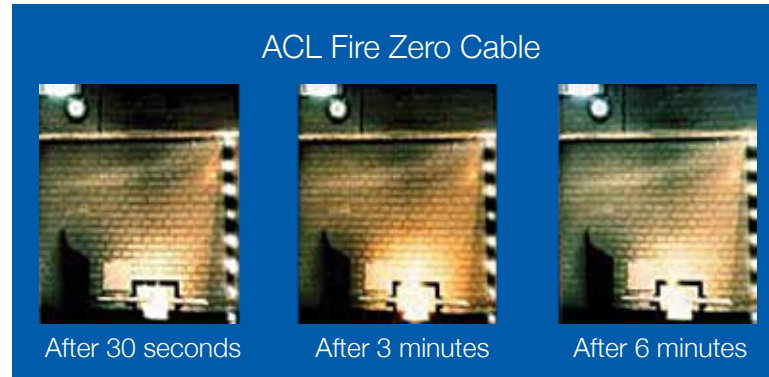 ACL Fire Zero Cable
After 30 seconds
After 3 minutes
After 6 minutes